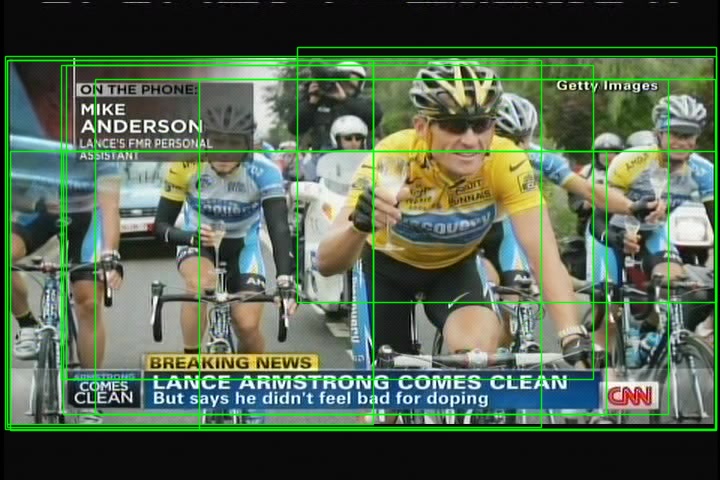 Getty Images
ON THE PHONE:
MIKE
ANDERSON
LANCE'S FMR PERSONAL
ASSISTANT
BREAKING NEWS
ARMSTRONG
COMES
CLEAN
LANCE ARMSTRONG COMES CLEAN
But says he didn't feel bad for doping
CNN